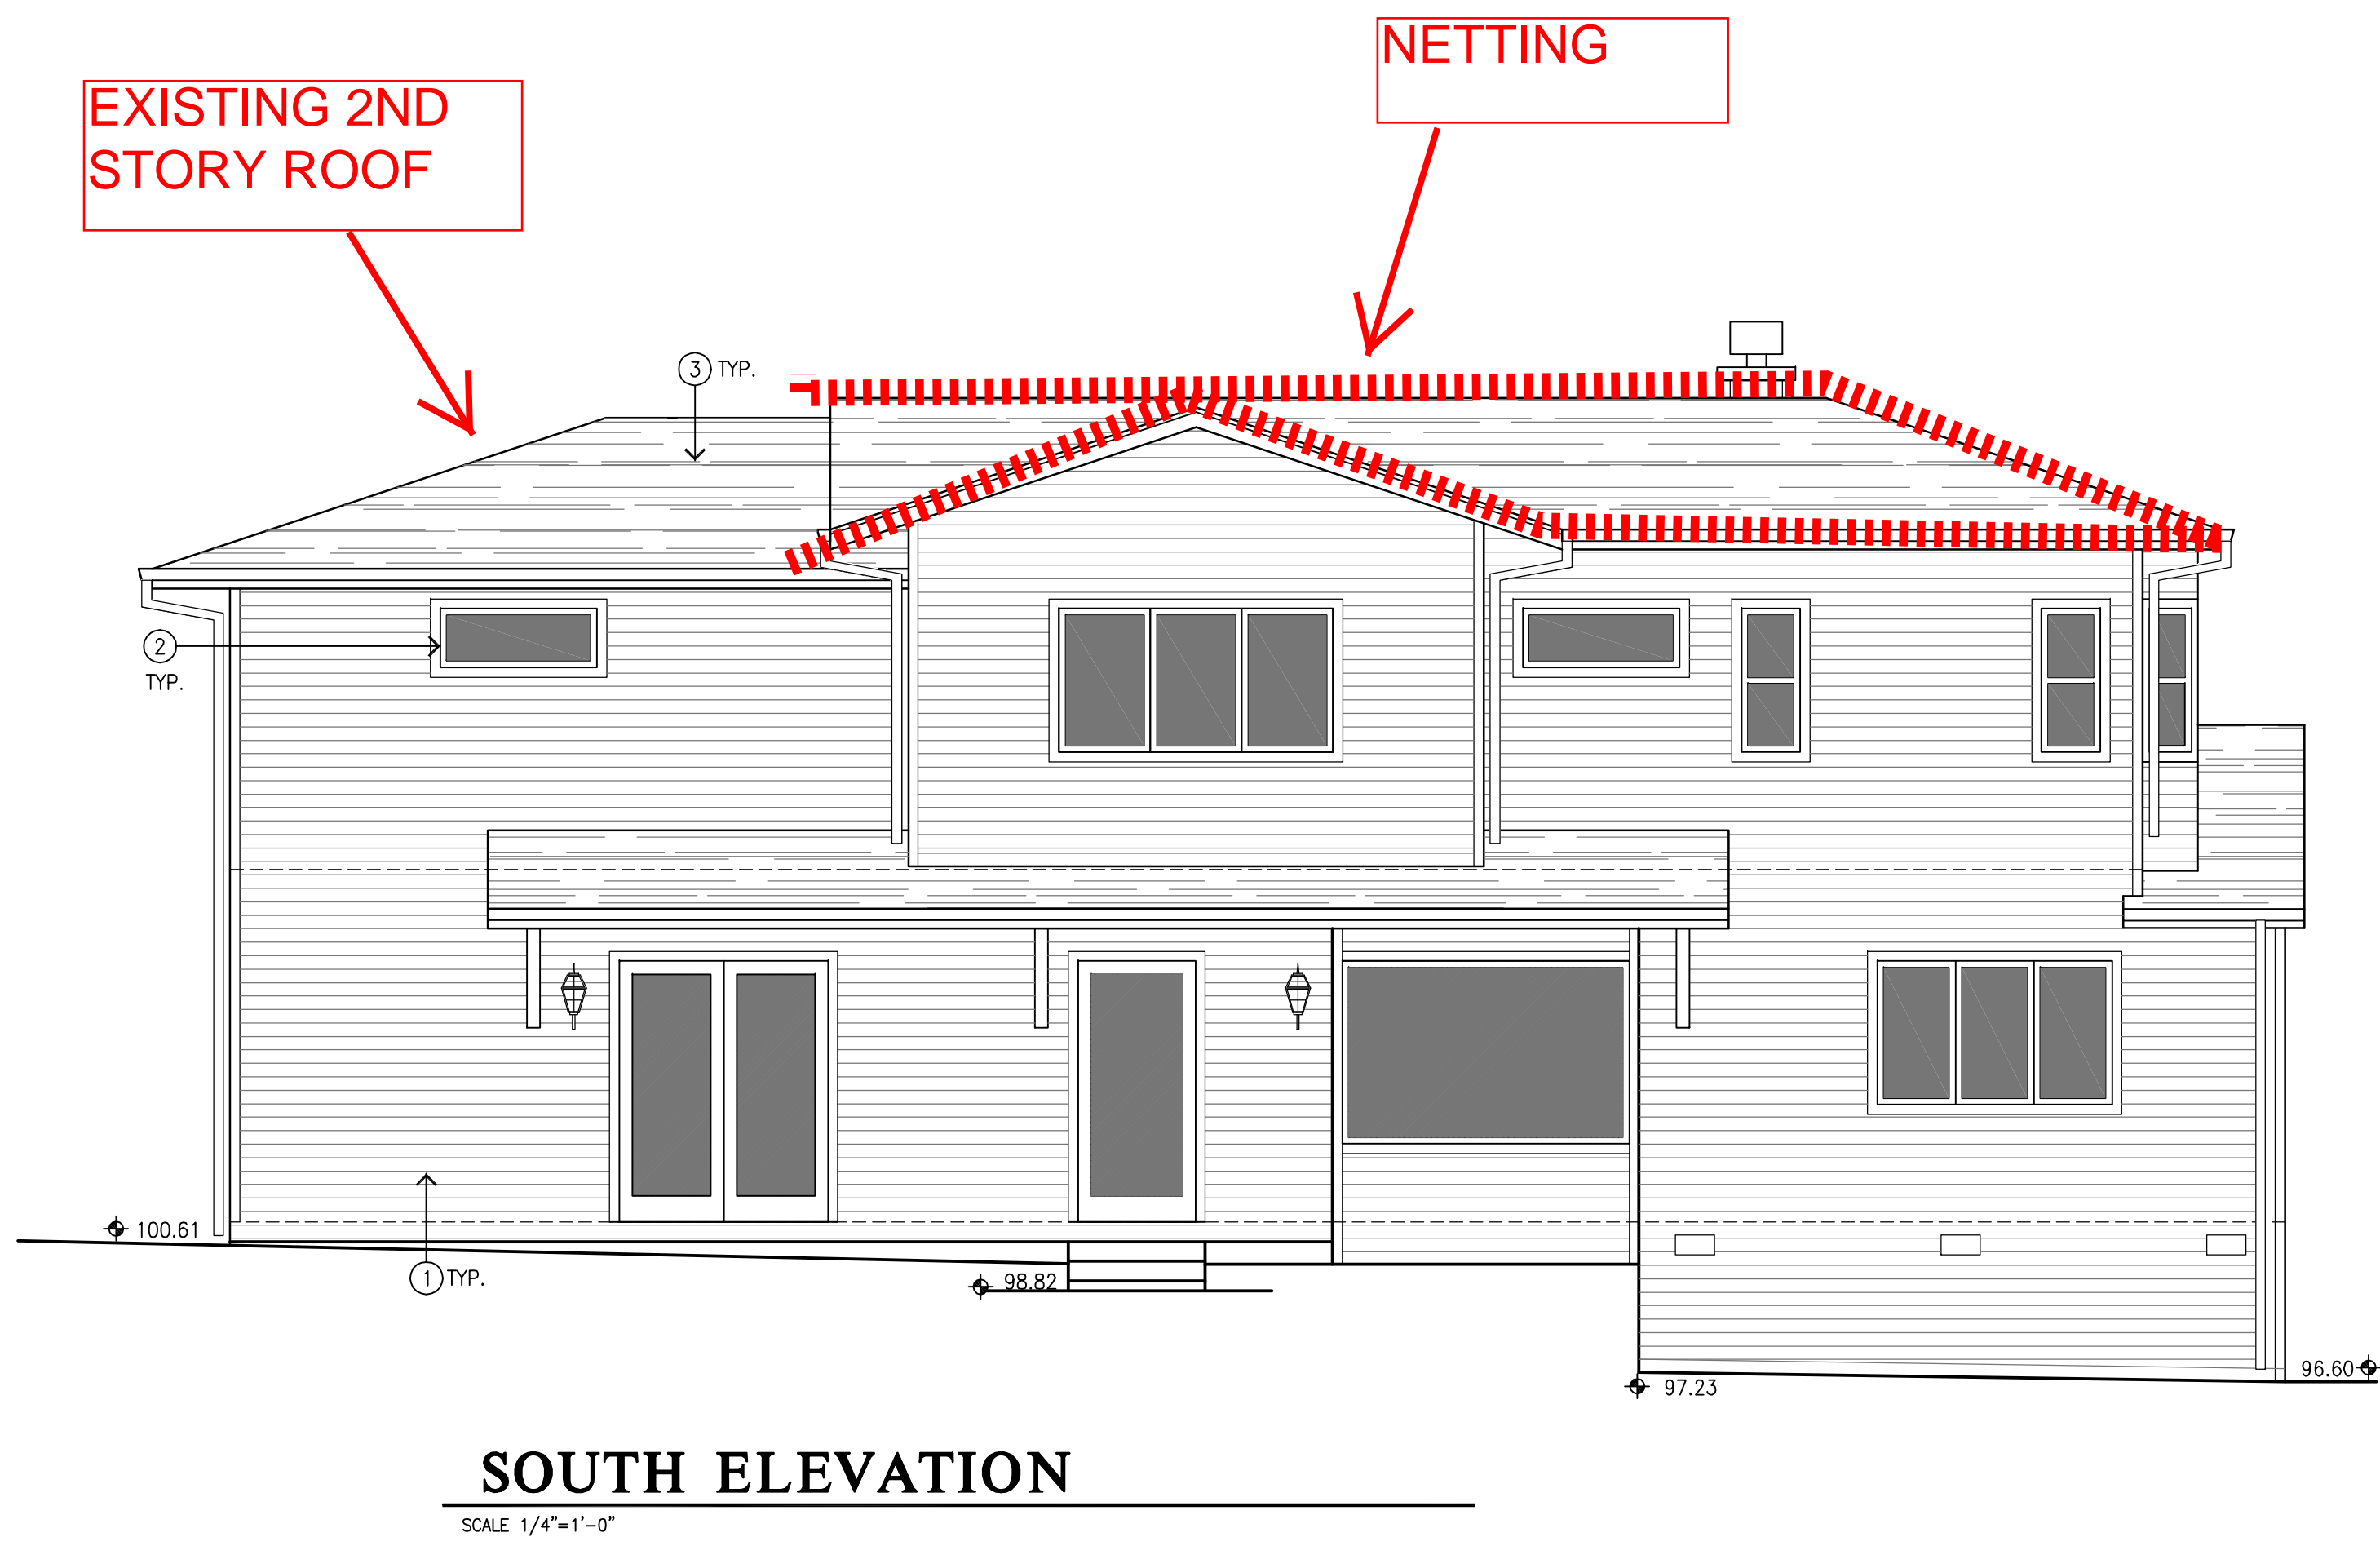 NETTING
EXISTING 2ND
STORY ROOF
3 TYP.
2
TYP.
100.61
1 TYP.
98.82
97.23
96.60
SOUTH ELEVATION
SCALE 1/4"=1'-0"